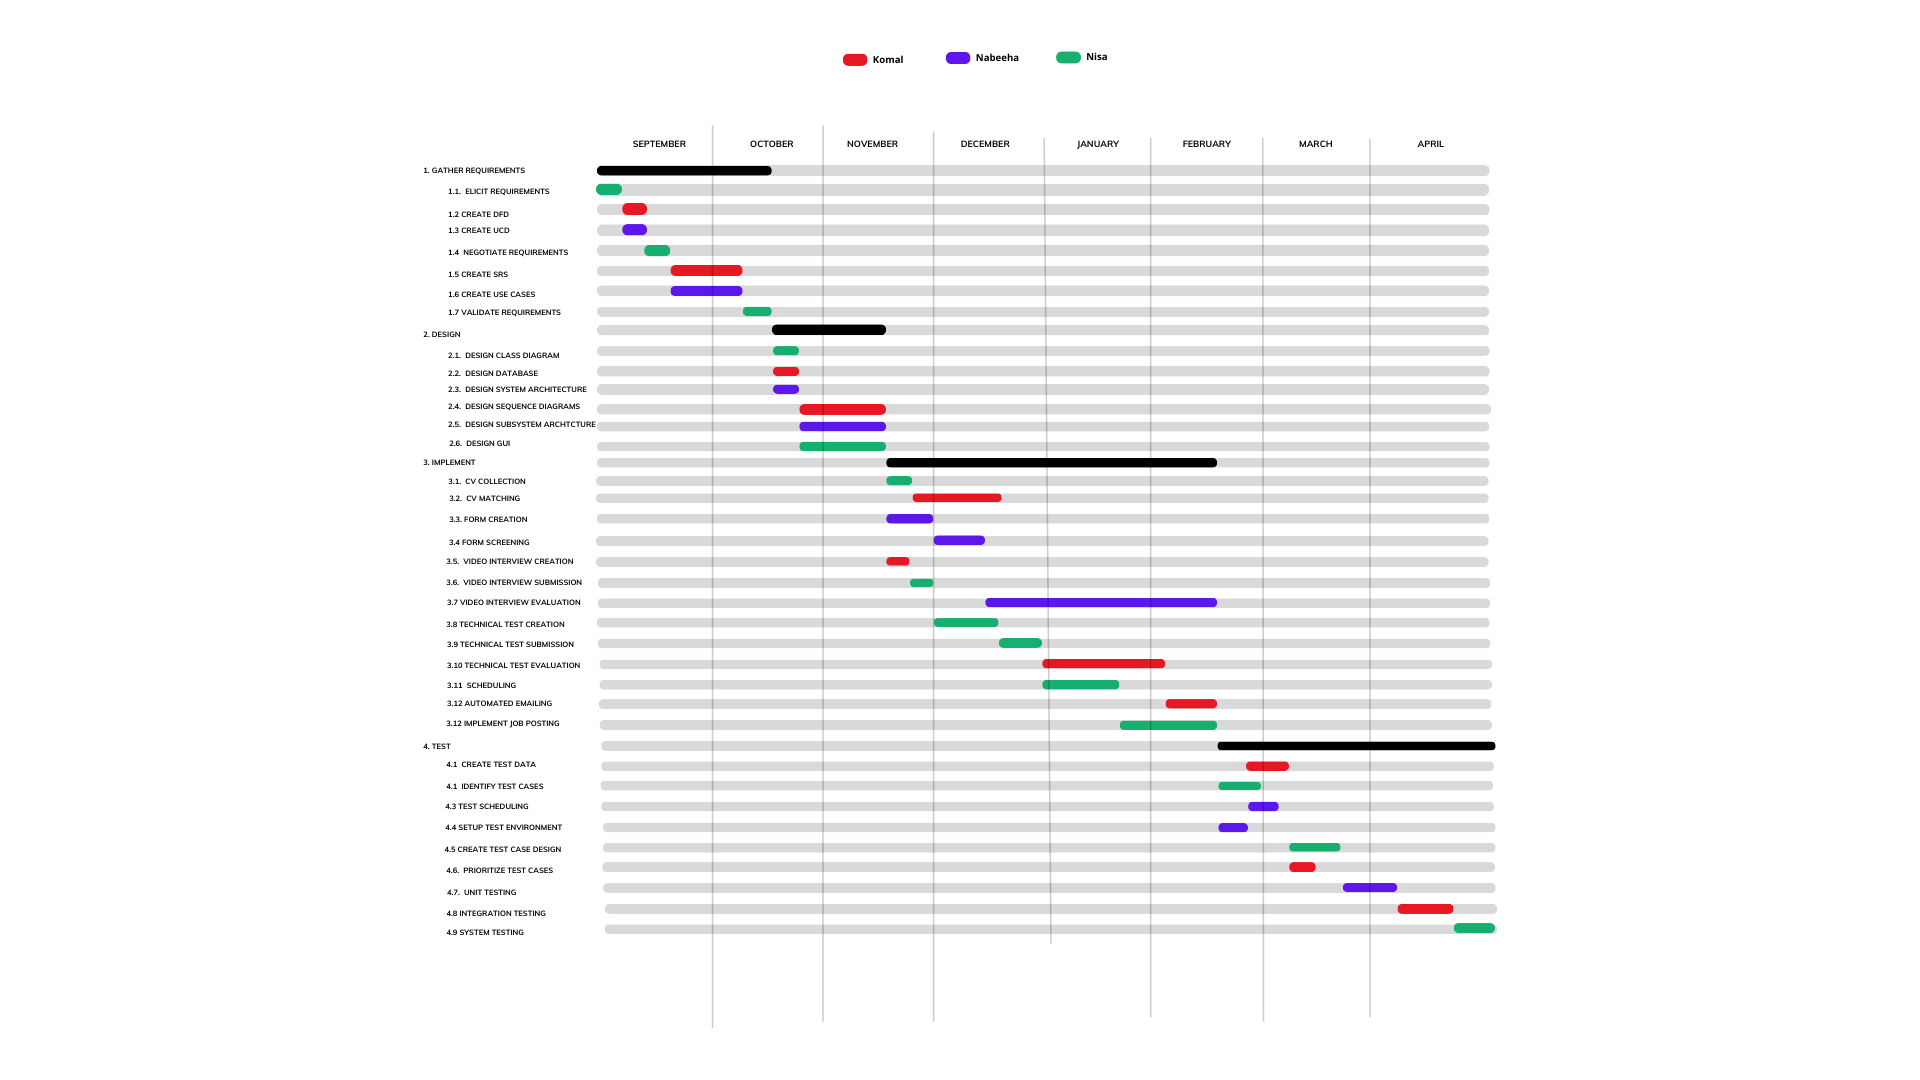 Komal Nabeeha Nisa
SEPTEMBER OCTOBER NOVEMBER DECEMBER JANUARY FEBRUARY MARCH APRIL
1. GATHER REQUIREMENTS
1.1. ELICIT REQUIREMENTS
1.2 CREATE DFD
1.3 CREATE UCD
1.4 NEGOTIATE REQUIREMENTS
1.5 CREATE SRS
1.6 CREATE USE CASES
1.7 VALIDATE REQUIREMENTS
2. DESIGN
2.1. DESIGN CLASS DIAGRAM
2.2. DESIGN DATABASE
2.3. DESIGN SYSTEM ARCHITECTURE
2.4. DESIGN SEQUENCE DIAGRAMS
2.5. DESIGN SUBSYSTEM ARCHTCTURE
2.6. DESIGN GUI
3. IMPLEMENT
3.1. CV COLLECTION
3.2. CV MATCHING
3.3. FORM CREATION
3.4 FORM SCREENING
3.5. VIDEO INTERVIEW CREATION
3.6. VIDEO INTERVIEW SUBMISSION
3.7 VIDEO INTERVIEW EVALUATION
3.8 TECHNICAL TEST CREATION
3.9 TECHNICAL TEST SUBMISSION
3.10 TECHNICAL TEST EVALUATION
3.11 SCHEDULING
3.12 AUTOMATED EMAILING
3.12 IMPLEMENT JOB POSTING
4. TEST
4.1 CREATE TEST DATA
4.1 IDENTIFY TEST CASES
4.3 TEST SCHEDULING
4.4 SETUP TEST ENVIRONMENT
4.5 CREATE TEST CASE DESIGN
4.6. PRIORITIZE TEST CASES
4.7. UNIT TESTING
4.8 INTEGRATION TESTING
4.9 SYSTEM TESTING